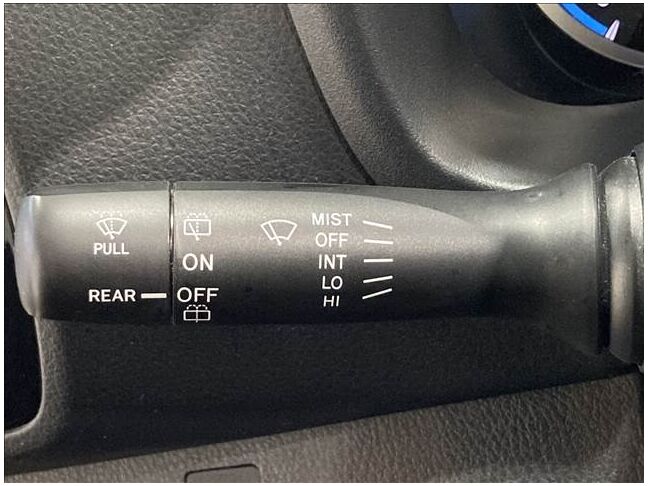 PULL
ON
REAR
OFF
MIST
OFF
INT
LO
HI